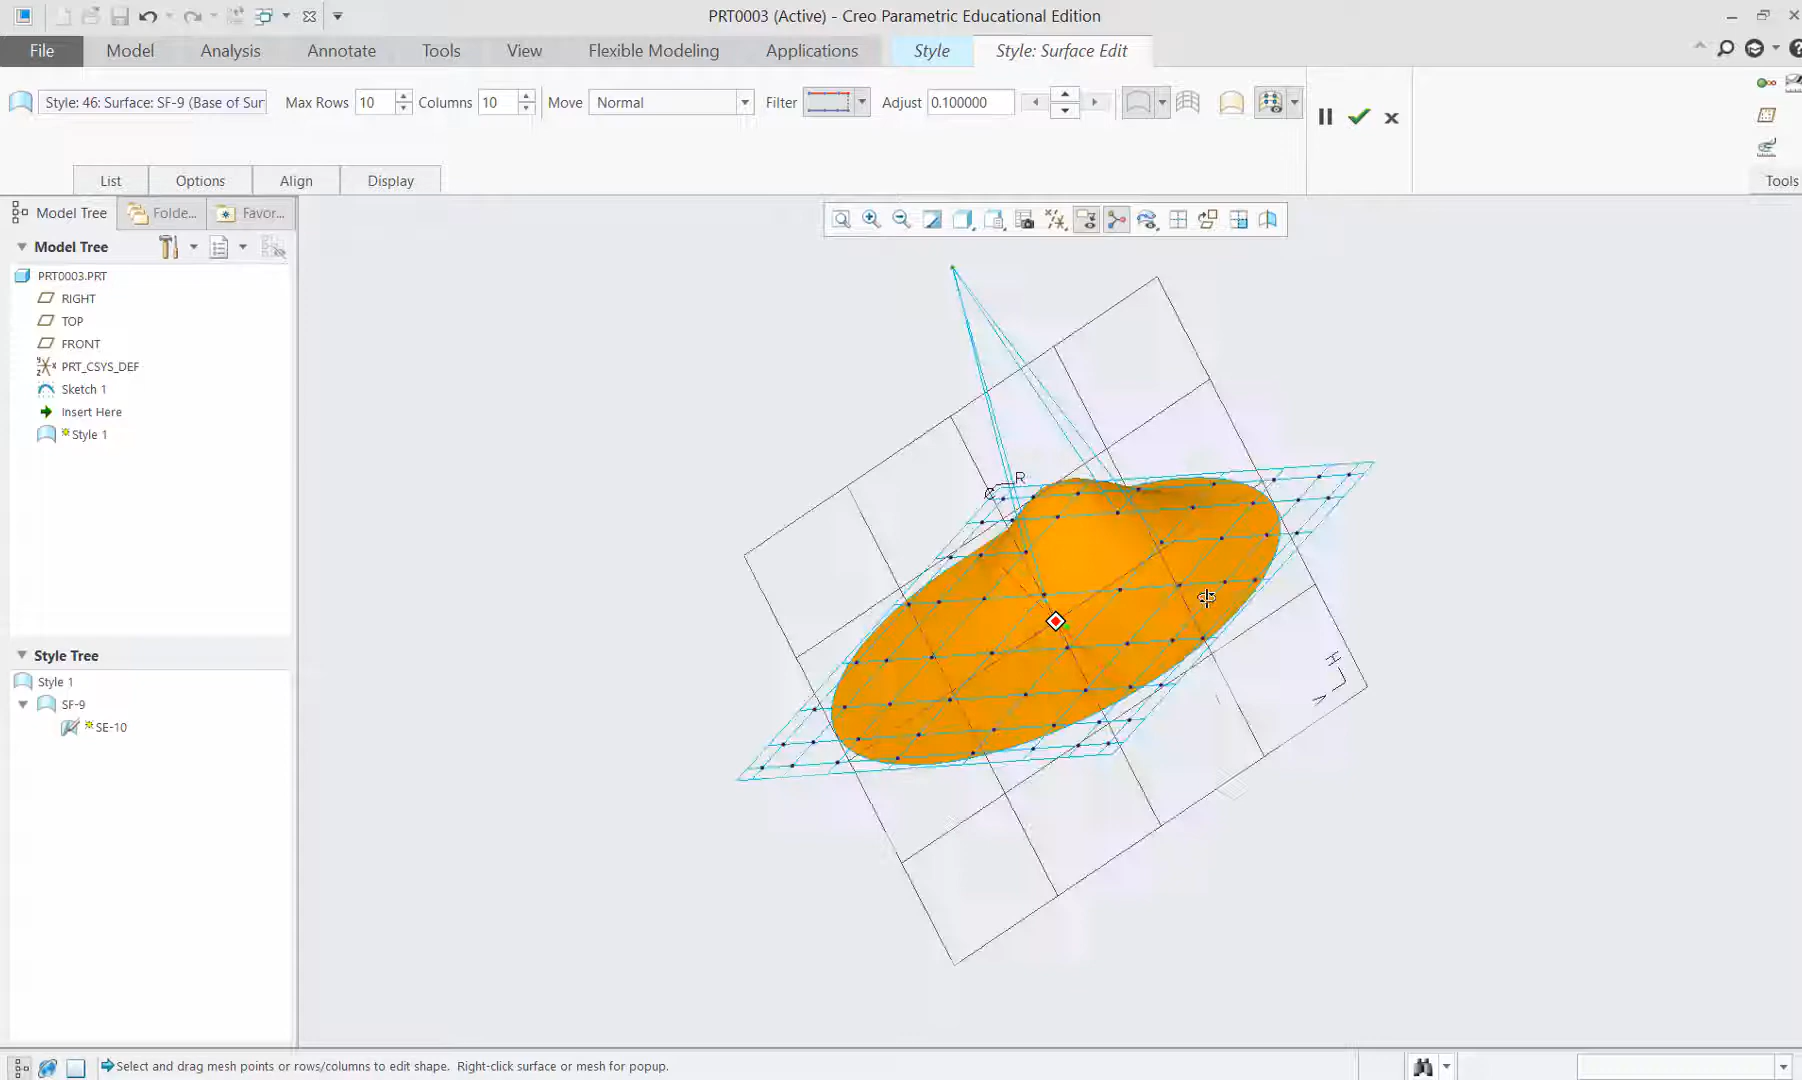 PRT0003 (Active) - Creo Parametric Educational Edition
File Model Analysis Annotate Tools View Flexible Modeling Applications Style Style: Surface Edit
Style: 46: Surface: SF-9 (Base of Sur Max Rows 10 Columns 10 Move Normal Filter Adjust 0.100000
List Options Align Display Tools
Model Tree Folde... Favor...
Model Tree
PRT0003.PRT
RIGHT
TOP
FRONT
PRT_CSYS_DEF
Sketch 1
Insert Here
Style 1
Style Tree
Style 1
SF-9
SE-10
R
C
H
V
Select and drag mesh points or rows/columns to edit shape. Right-click surface or mesh for popup.